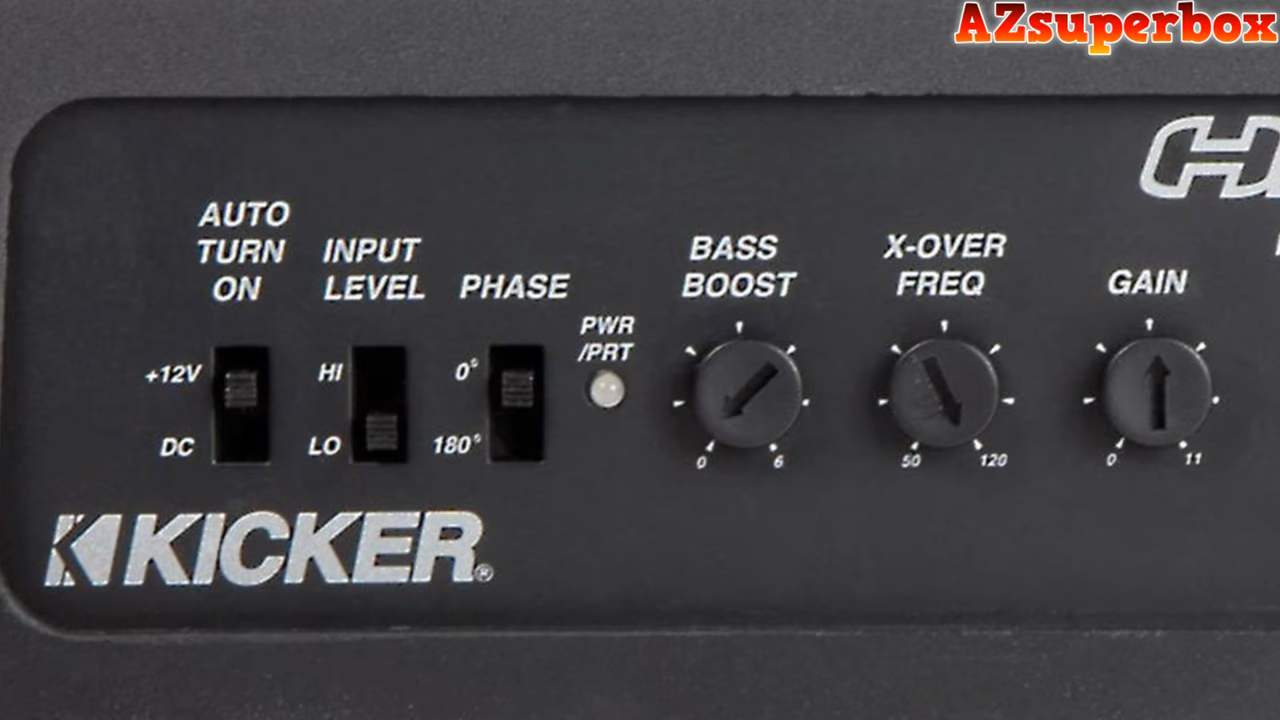 AZsuperbox
AUTO
TURN
ON
INPUT
LEVEL
PHASE
PWR
/PRT
BASS
BOOST
X-OVER
FREQ
GAIN
+12V
DC
HI
LO
0°
180°
0
6
50
120
0
11
KICKER®